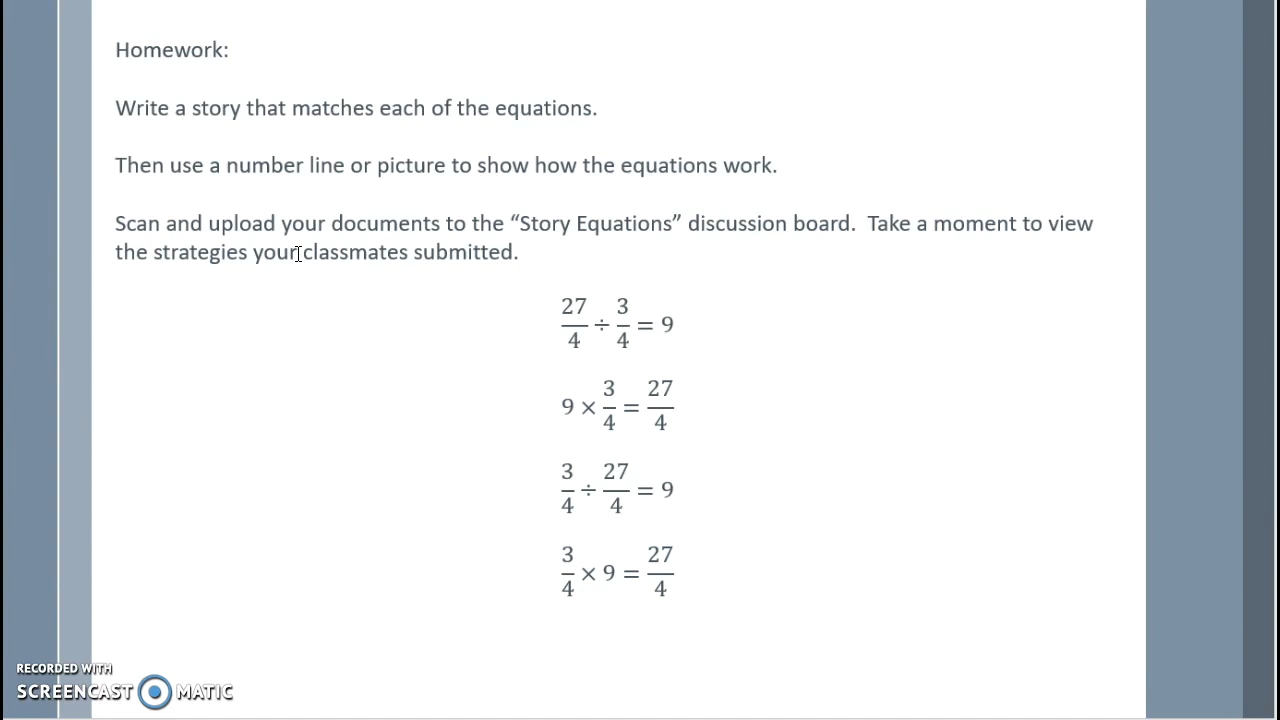 Homework:
Write a story that matches each of the equations.
Then use a number line or picture to show how the equations work.
Scan and upload your documents to the “Story Equations” discussion board.  Take a moment to view
the strategies your classmates submitted.
27/4 ÷ 3/4 = 9
9 × 3/4 = 27/4
3/4 ÷ 27/4 = 9
3/4 × 9 = 27/4
RECORDED WITH
SCREENCAST MATIC